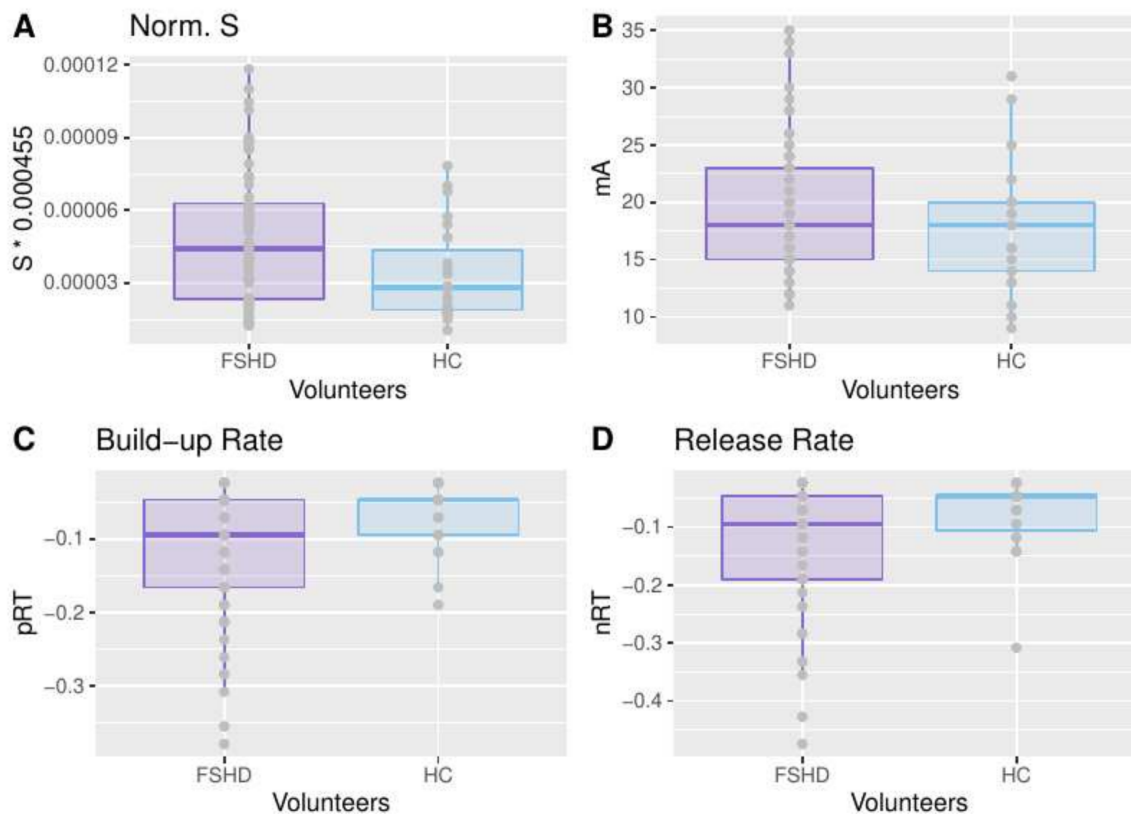 A Norm. S
S * 0.000455
0.00012
0.00009
0.00006
0.00003
FSHD HC
Volunteers
B
mA
35
30
25
20
15
10
FSHD HC
Volunteers
C Build−up Rate
pRT
−0.1
−0.2
−0.3
FSHD HC
Volunteers
D Release Rate
nRT
−0.1
−0.2
−0.3
−0.4
FSHD HC
Volunteers